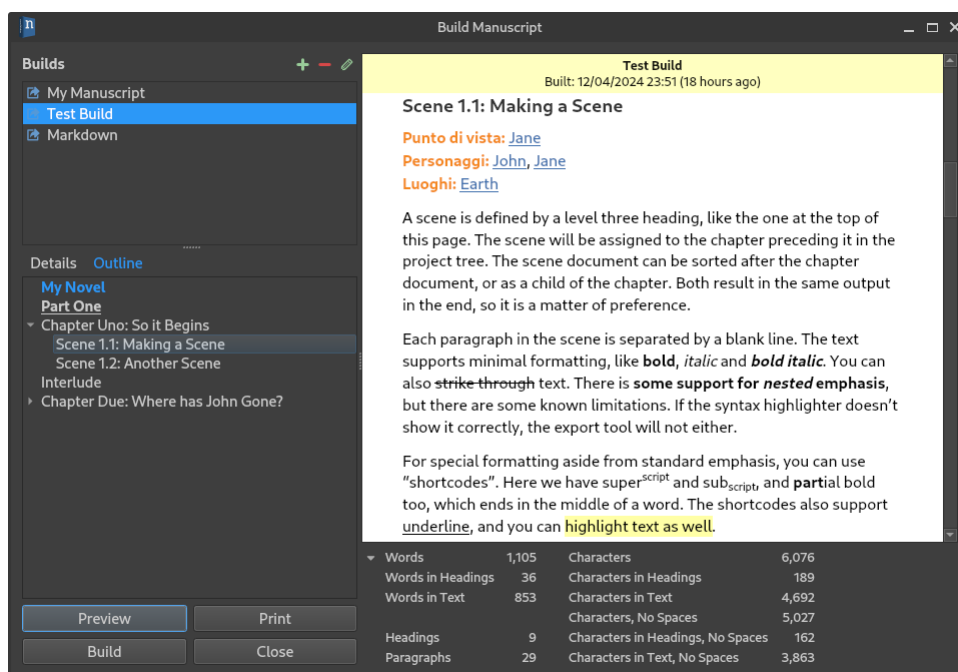 n
Build Manuscript
Builds
My Manuscript
Test Build
Markdown
Details Outline
My Novel
Part One
Chapter Uno: So it Begins
Scene 1.1: Making a Scene
Scene 1.2: Another Scene
Interlude
Chapter Due: Where has John Gone?
Preview Print
Build Close
Test Build
Built: 12/04/2024 23:51 (18 hours ago)
Scene 1.1: Making a Scene
Punto di vista: Jane
Personaggi: John, Jane
Luoghi: Earth
A scene is defined by a level three heading, like the one at the top of
this page. The scene will be assigned to the chapter preceding it in the
project tree. The scene document can be sorted after the chapter
document, or as a child of the chapter. Both result in the same output
in the end, so it is a matter of preference.
Each paragraph in the scene is separated by a blank line. The text
supports minimal formatting, like bold, italic and bold italic. You can
also strike through text. There is some support for nested emphasis,
but there are some known limitations. If the syntax highlighter doesn't
show it correctly, the export tool will not either.
For special formatting aside from standard emphasis, you can use
"shortcodes". Here we have superscript and subscript, and partial bold
too, which ends in the middle of a word. The shortcodes also support
underline, and you can highlight text as well.
Words 1,105 Characters 6,076
Words in Headings 36 Characters in Headings 189
Words in Text 853 Characters in Text 4,692
Characters, No Spaces 5,027
Headings 9 Characters in Headings, No Spaces 162
Paragraphs 29 Characters in Text, No Spaces 3,863